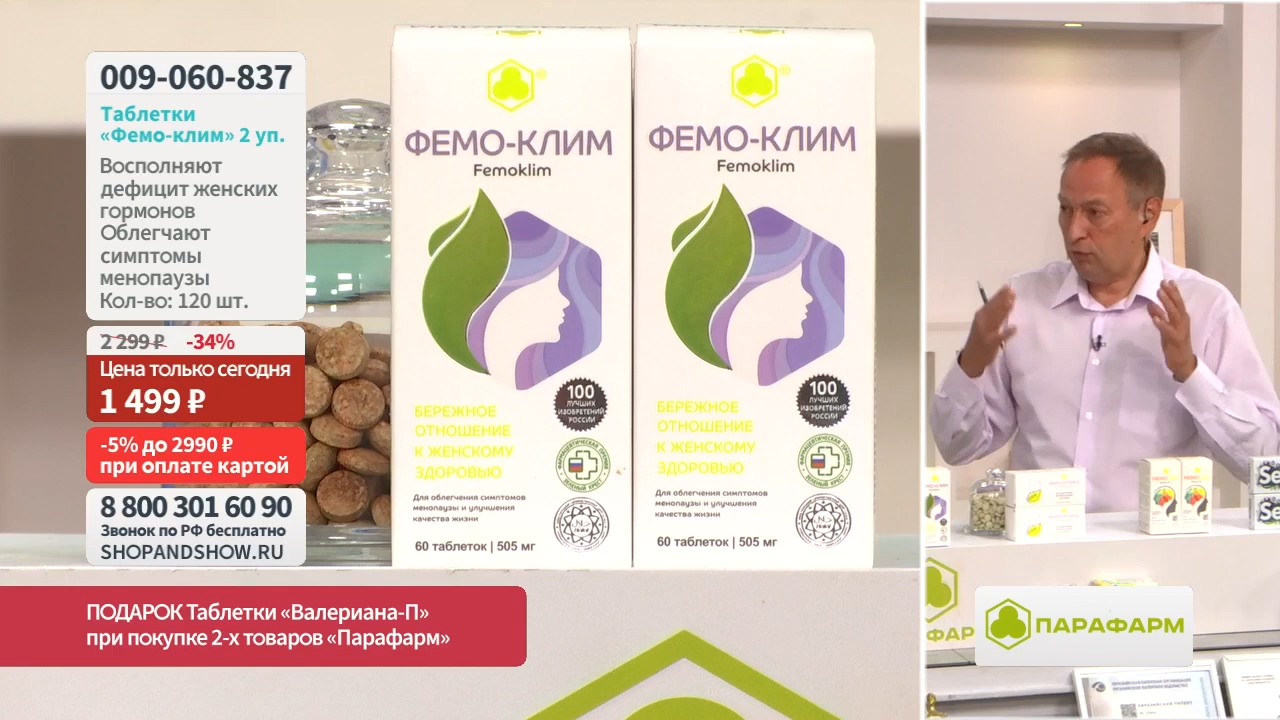 009-060-837
Таблетки
«Фемо-клим» 2 уп.
Восполняют
дефицит женских
гормонов
Облегчают
симптомы
менопаузы
Кол-во: 120 шт.
2 299 ₽ -34%
Цена только сегодня
1 499 ₽
-5% до 2990 ₽
при оплате картой
8 800 301 60 90
Звонок по РФ бесплатно
SHOPANDSHOW.RU
ПОДАРОК Таблетки «Валериана-П»
при покупке 2-х товаров «Парафарм»
®
ФЕМО-КЛИМ
Femoklim
100
ЛУЧШИХ
ИЗОБРЕТЕНИЙ
РОССИИ
БЕРЕЖНОЕ
ОТНОШЕНИЕ
К ЖЕНСКОМУ
ЗДОРОВЬЮ
Для облегчения симптомов
менопаузы и улучшения
качества жизни
60 таблеток | 505 мг
®
ФЕМО-КЛИМ
Femoklim
100
ЛУЧШИХ
ИЗОБРЕТЕНИЙ
РОССИИ
БЕРЕЖНОЕ
ОТНОШЕНИЕ
К ЖЕНСКОМУ
ЗДОРОВЬЮ
Для облегчения симптомов
менопаузы и улучшения
качества жизни
60 таблеток | 505 мг
ПАРАФАРМ